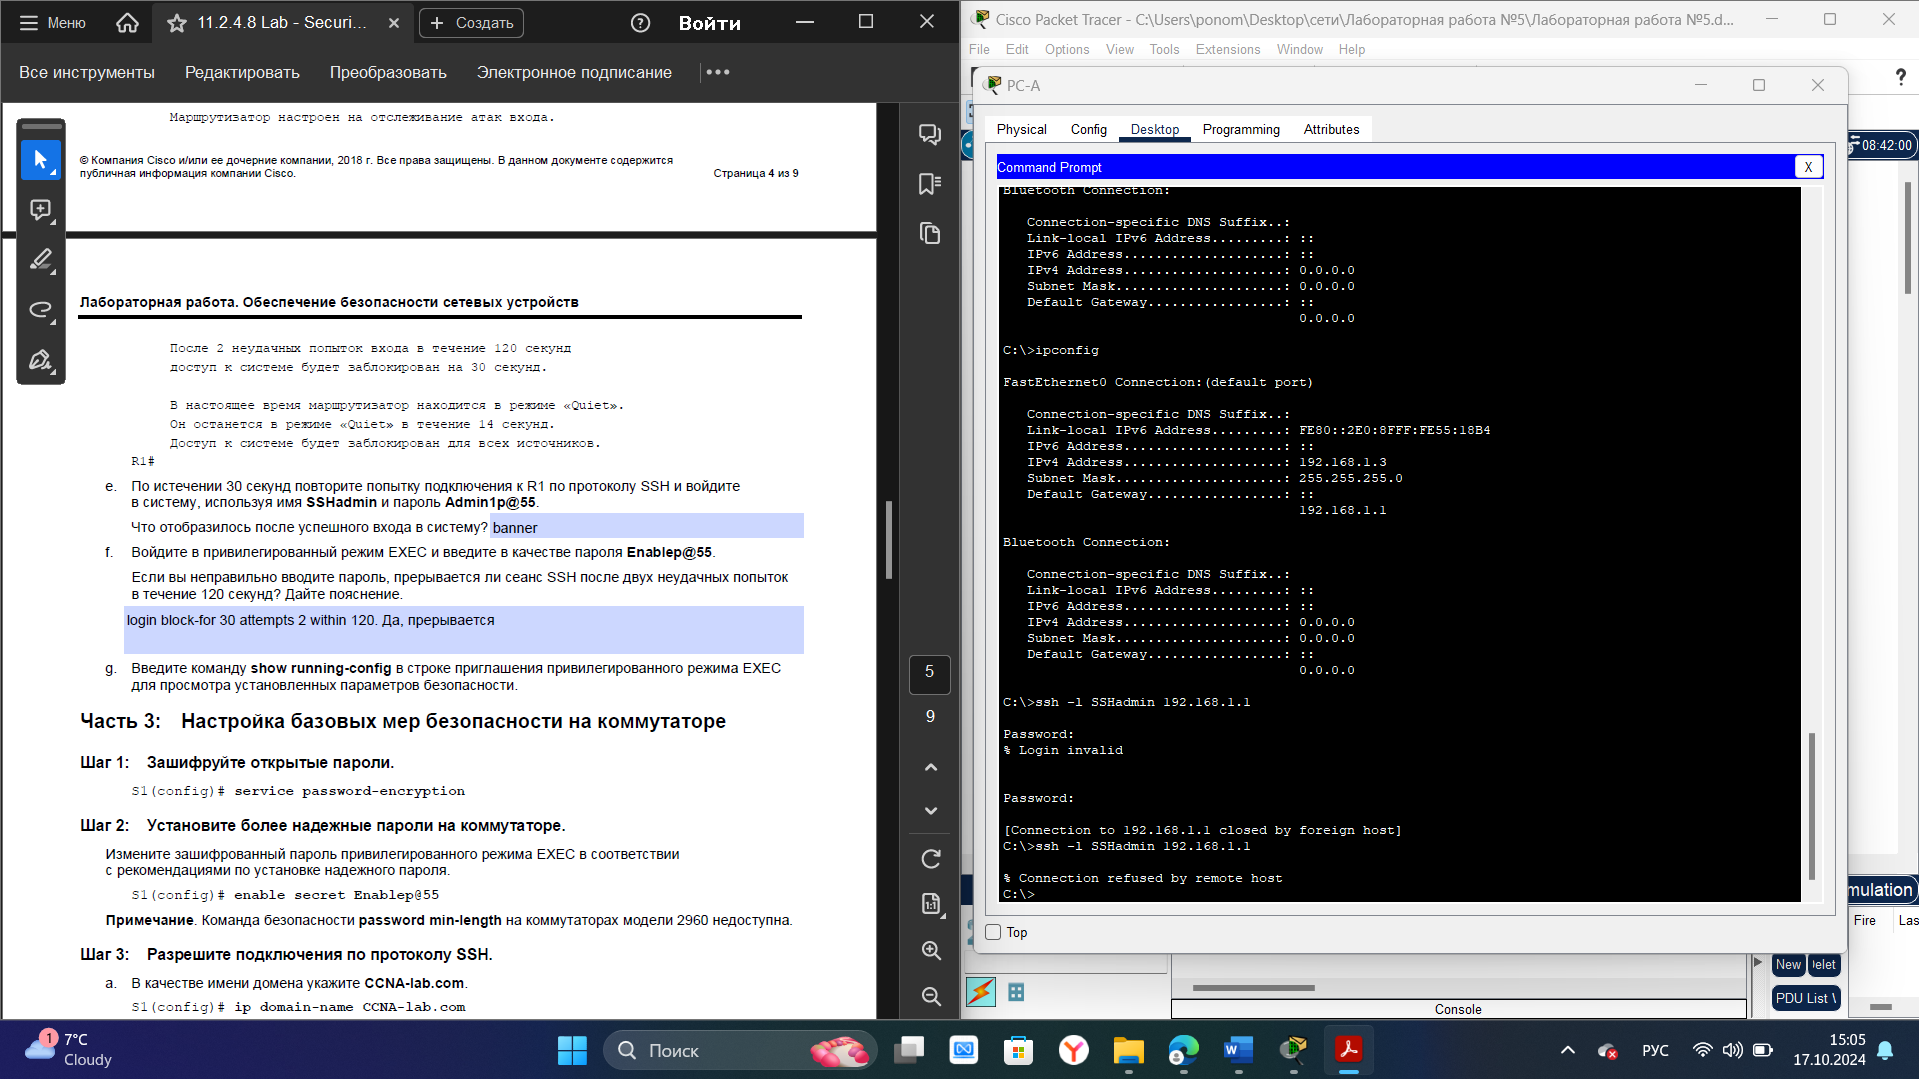 Меню
11.2.4.8 Lab - Securi...
Создать
Войти
Все инструменты
Редактировать
Преобразовать
Электронное подписание
Маршрутизатор настроен на отслеживание атак входа.
© Компания Cisco и/или ее дочерние компании, 2018 г. Все права защищены. В данном документе содержится
публичная информация компании Cisco.
Страница 4 из 9
Лабораторная работа. Обеспечение безопасности сетевых устройств
После 2 неудачных попыток входа в течение 120 секунд
доступ к системе будет заблокирован на 30 секунд.
В настоящее время маршрутизатор находится в режиме «Quiet».
Он останется в режиме «Quiet» в течение 14 секунд.
Доступ к системе будет заблокирован для всех источников.
R1#
e. По истечении 30 секунд повторите попытку подключения к R1 по протоколу SSH и войдите
в систему, используя имя SSHadmin и пароль Admin1p@55.
Что отобразилось после успешного входа в систему? banner
f. Войдите в привилегированный режим EXEC и введите в качестве пароля Enablep@55.
Если вы неправильно вводите пароль, прерывается ли сеанс SSH после двух неудачных попыток
в течение 120 секунд? Дайте пояснение.
login block-for 30 attempts 2 within 120. Да, прерывается
g. Введите команду show running-config в строке приглашения привилегированного режима EXEC
для просмотра установленных параметров безопасности.
Часть 3: Настройка базовых мер безопасности на коммутаторе
Шаг 1: Зашифруйте открытые пароли.
S1(config)# service password-encryption
Шаг 2: Установите более надежные пароли на коммутаторе.
Измените зашифрованный пароль привилегированного режима EXEC в соответствии
с рекомендациями по установке надежного пароля.
S1(config)# enable secret Enablep@55
Примечание. Команда безопасности password min-length на коммутаторах модели 2960 недоступна.
Шаг 3: Разрешите подключения по протоколу SSH.
a. В качестве имени домена укажите CCNA-lab.com.
S1(config)# ip domain-name CCNA-lab.com
5
9
1:1
Cisco Packet Tracer - C:\Users\ponom\Desktop\сети\Лабораторная работа №5\Лабораторная работа №5.d...
File Edit Options View Tools Extensions Window Help
?
PC-A
Physical Config Desktop Programming Attributes
08:42:00
Command Prompt
X
Bluetooth Connection:
Connection-specific DNS Suffix..:
Link-local IPv6 Address.........: ::
IPv6 Address....................: ::
IPv4 Address....................: 0.0.0.0
Subnet Mask.....................: 0.0.0.0
Default Gateway.................: ::
0.0.0.0
C:\>ipconfig
FastEthernet0 Connection:(default port)
Connection-specific DNS Suffix..:
Link-local IPv6 Address.........: FE80::2E0:8FFF:FE55:18B4
IPv6 Address....................: ::
IPv4 Address....................: 192.168.1.3
Subnet Mask.....................: 255.255.255.0
Default Gateway.................: ::
192.168.1.1
Bluetooth Connection:
Connection-specific DNS Suffix..:
Link-local IPv6 Address.........: ::
IPv6 Address....................: ::
IPv4 Address....................: 0.0.0.0
Subnet Mask.....................: 0.0.0.0
Default Gateway.................: ::
0.0.0.0
C:\>ssh -l SSHadmin 192.168.1.1
Password:
% Login invalid
Password:
[Connection to 192.168.1.1 closed by foreign host]
C:\>ssh -l SSHadmin 192.168.1.1
% Connection refused by remote host
C:\>
Top
mulation
Fire Las
New elet
PDU List \
Console
1
7°C
Cloudy
Поиск
РУС
15:05
17.10.2024